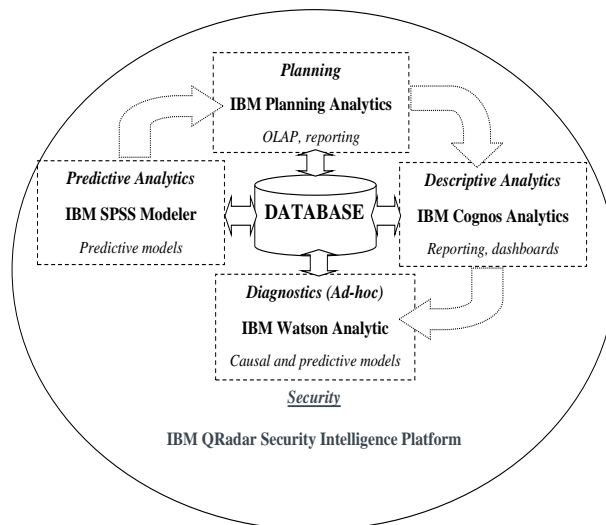 Planning
IBM Planning Analytics
OLAP, reporting
Predictive Analytics
IBM SPSS Modeler
Predictive models
DATABASE
Descriptive Analytics
IBM Cognos Analytics
Reporting, dashboards
Diagnostics (Ad-hoc)
IBM Watson Analytic
Causal and predictive models
Security
IBM QRadar Security Intelligence Platform